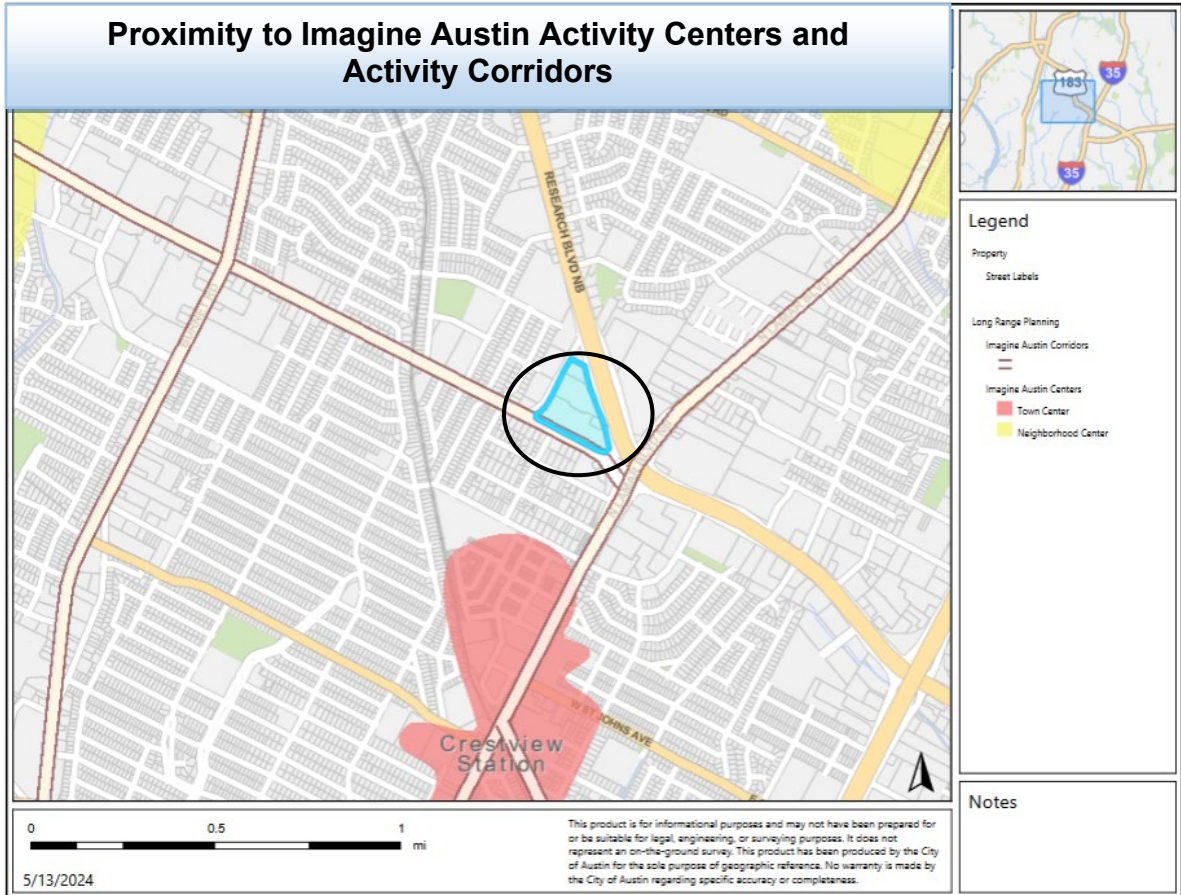 Proximity to Imagine Austin Activity Centers and
Activity Corridors
183
35
35
RD
RESEARCH BLVD NB
N LAMAR BLVD
BURNET RD
W ST JOHNS AVE
Crestview
Station
Legend
Property
Street Labels
Long Range Planning
Imagine Austin Corridors
Imagine Austin Centers
Town Center
Neighborhood Center
Notes
0 0.5 1
mi
5/13/2024
This product is for informational purposes and may not have been prepared for
or be suitable for legal, engineering, or surveying purposes. It does not
represent an on-the-ground survey. This product has been produced by the City
of Austin for the sole purpose of geographic reference. No warranty is made by
the City of Austin regarding specific accuracy or completeness.